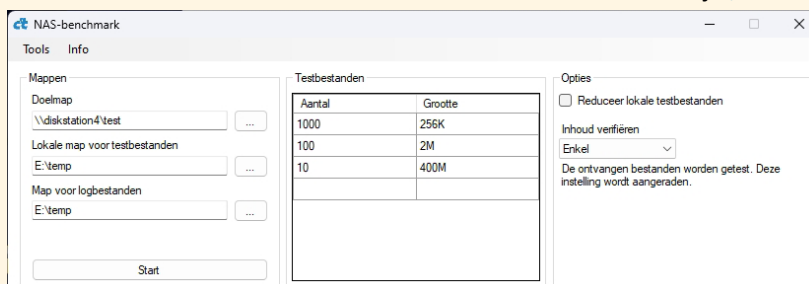 c't NAS-benchmark
Tools Info
Mappen
Doelmap
\\diskstation4\test
...
Lokale map voor testbestanden
E:\temp
...
Map voor logbestanden
E:\temp
...
Start
Testbestanden
Aantal Grootte
1000 256K
100 2M
10 400M
Opties
Reduceer lokale testbestanden
Inhoud verifiëren
Enkel
De ontvangen bestanden worden getest. Deze
instelling wordt aangeraden.